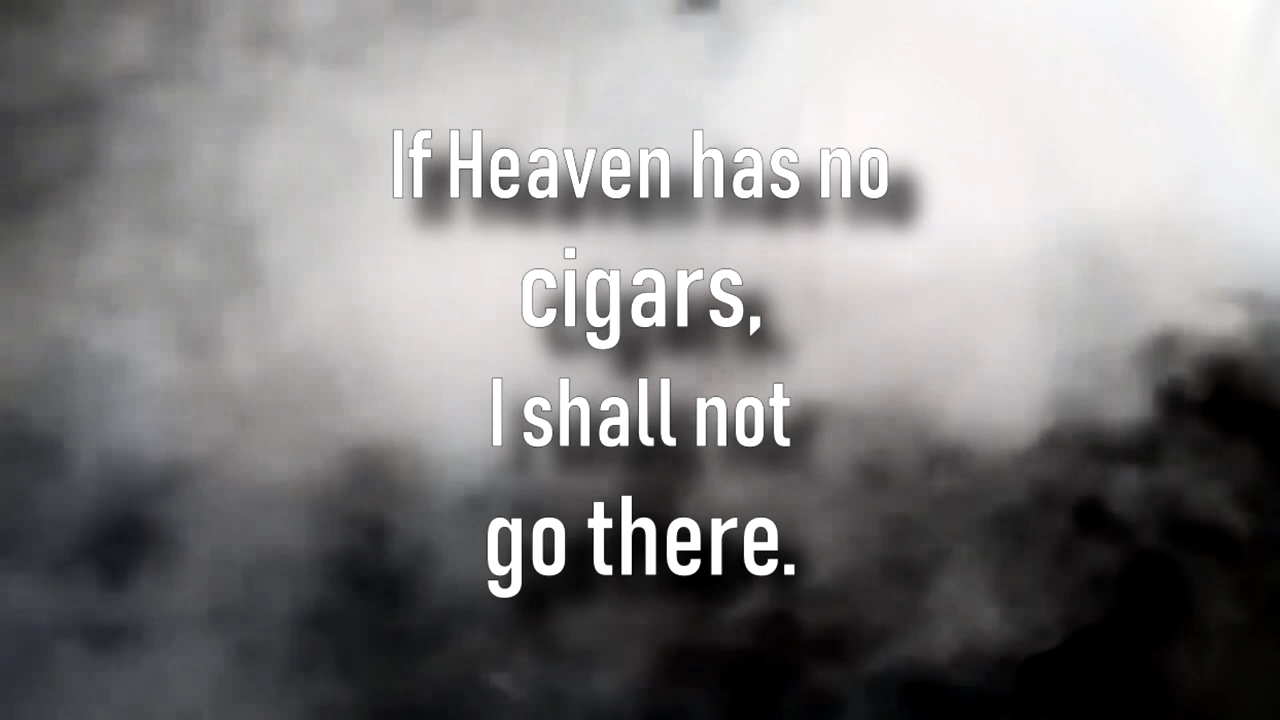 If Heaven has no
cigars,
I shall not
go there.